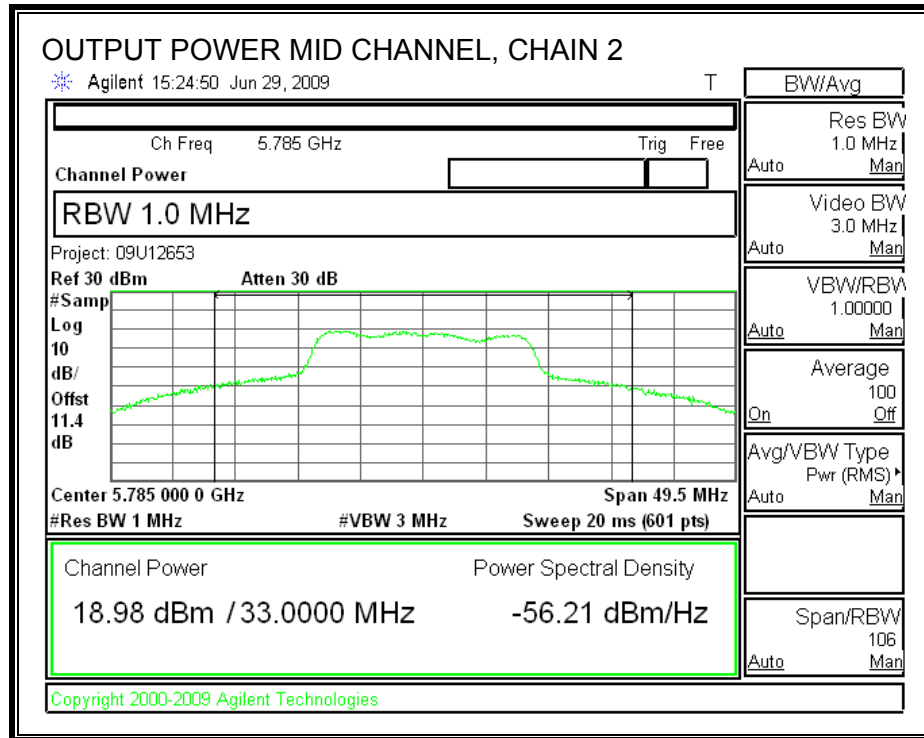 OUTPUT POWER MID CHANNEL, CHAIN 2
Agilent 15:24:50 Jun 29, 2009 T
Ch Freq 5.785 GHz Trig Free
Channel Power
RBW 1.0 MHz
Project: 09U12653
Ref 30 dBm Atten 30 dB
#Samp
Log
10
dB/
Offst
11.4
dB
Center 5.785 000 0 GHz Span 49.5 MHz
#Res BW 1 MHz #VBW 3 MHz Sweep 20 ms (601 pts)
Channel Power Power Spectral Density
18.98 dBm / 33.0000 MHz -56.21 dBm/Hz
Copyright 2000-2009 Agilent Technologies
BW/Avg
Res BW
1.0 MHz
Auto Man
Video BW
3.0 MHz
Auto Man
VBW/RBW
1.00000
Auto Man
Average
100
On Off
Avg/VBW Type
Pwr (RMS)
Auto Man
Span/RBW
106
Auto Man